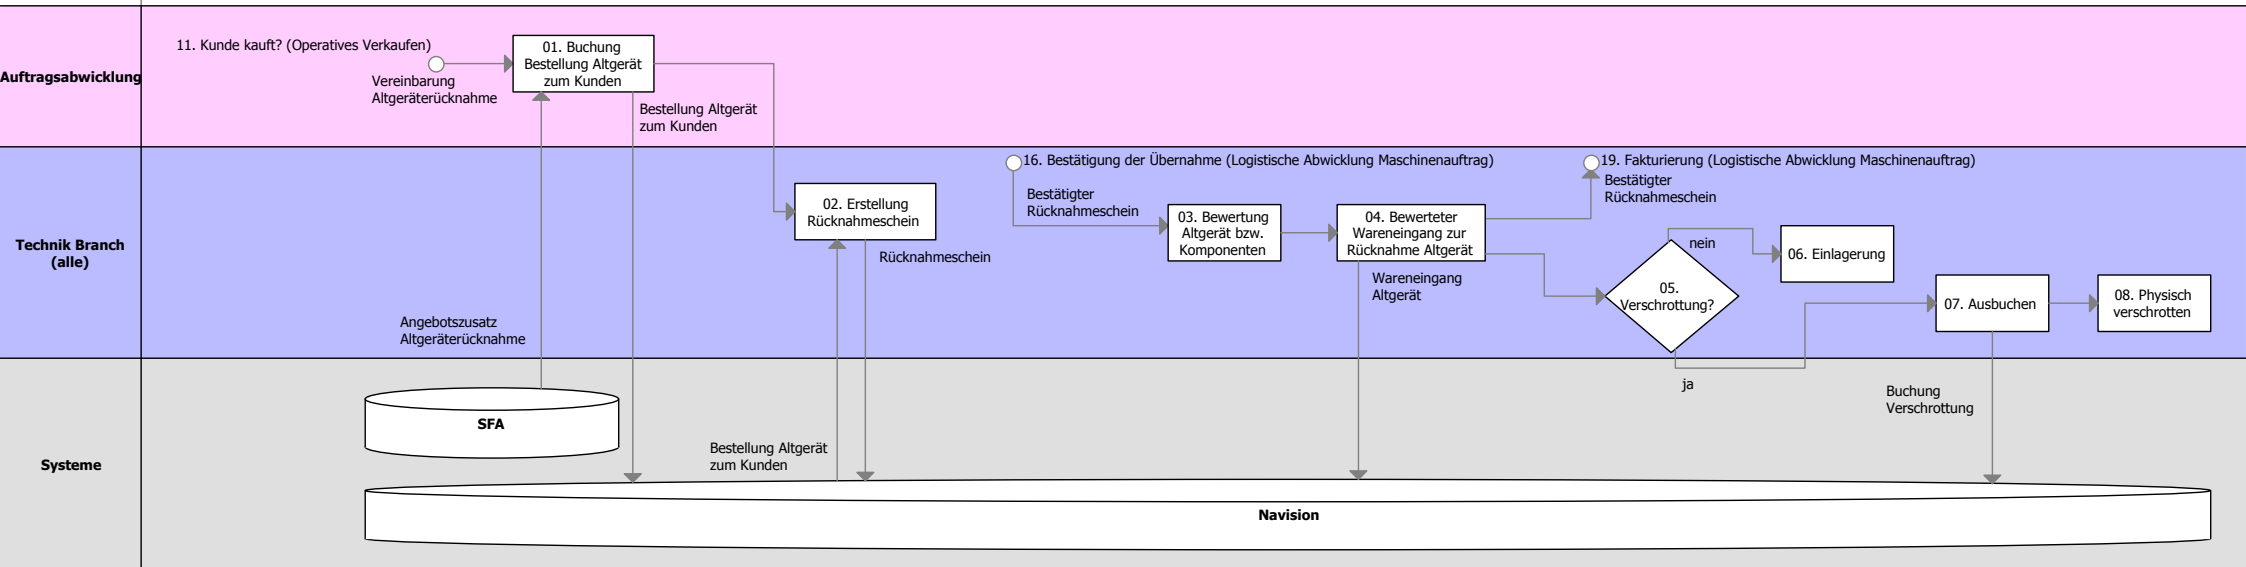 Auftragsabwicklung
11. Kunde kauft? (Operatives Verkaufen)
Vereinbarung
Altgeräterücknahme
01. Buchung
Bestellung Altgerät
zum Kunden
Bestellung Altgerät
zum Kunden
Technik Branch
(alle)
02. Erstellung
Rücknahmeschein
Rücknahmeschein
Angebotszusatz
Altgeräterücknahme
16. Bestätigung der Übernahme (Logistische Abwicklung Maschinenauftrag)
Bestätigter
Rücknahmeschein
03. Bewertung
Altgerät bzw.
Komponenten
04. Bewerteter
Wareneingang zur
Rücknahme Altgerät
Wareneingang
Altgerät
19. Fakturierung (Logistische Abwicklung Maschinenauftrag)
Bestätigter
Rücknahmeschein
05.
Verschrottung?
nein
06. Einlagerung
07. Ausbuchen
08. Physisch
verschrotten
ja
Buchung
Verschrottung
Systeme
SFA
Bestellung Altgerät
zum Kunden
Navision